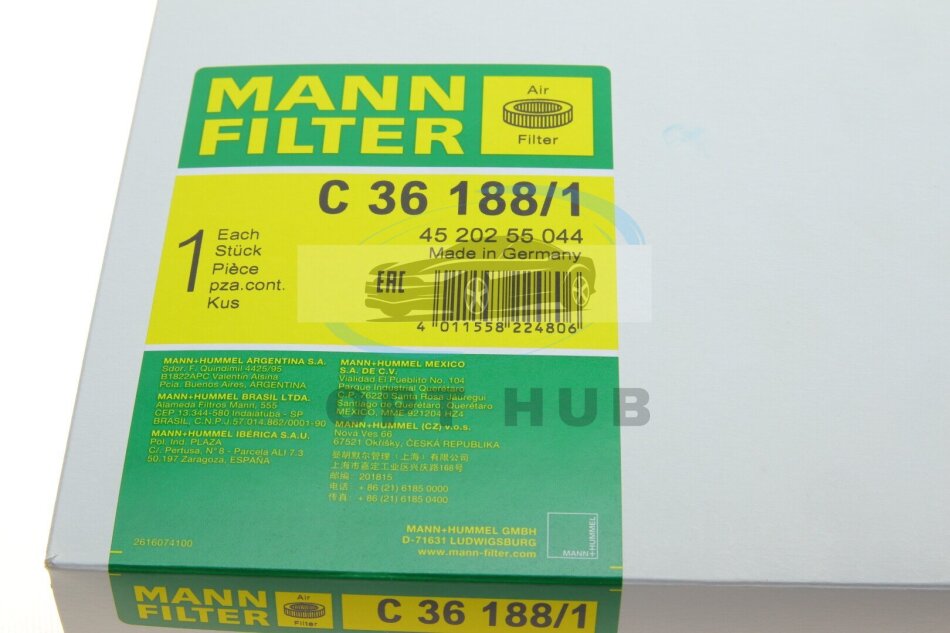 MANN
FILTER
Air
Filter
C 36 188/1
1
Each
Stück
Pièce
pza.cont.
Kus
45 202 55 044
Made in Germany
EAC
4 011558 224806
CAR HUB
MANN+HUMMEL ARGENTINA S.A.
Sdor. F. Quindimil 4425/95
B1822APC Valentín Alsina
Pcia. Buenos Aires, ARGENTINA
MANN+HUMMEL BRASIL LTDA.
Alameda Filtros Mann, 555
CEP 13.344-580 Indaiatuba - SP
BRASIL, C.N.P.J.57.014.862/0001-90
MANN+HUMMEL IBÉRICA S.A.U.
Pol. Ind. PLAZA
C/. Pertusa, N° 8 - Parcela ALI 7.3
50.197 Zaragoza, ESPAÑA
MANN+HUMMEL MEXICO
S.A. DE C.V.
Vialidad El Pueblito No. 104
Parque Industrial Querétaro
C.P. 76220 Santa Rosa Jauregui
Santiago de Querétaro, Querétaro
MEXICO, MME 921204 HZ4
MANN+HUMMEL (CZ) v.o.s.
Nová Ves 66
67521 Okříšky, ČESKÁ REPUBLIKA
曼胡默尔管理（上海）有限公司
上海市嘉定工业区兴庆路168号
邮编 201815
电话 + 86 (21) 6185 0000
传真 + 86 (21) 6185 0400
MANN+HUMMEL GMBH
D-71631 LUDWIGSBURG
www.mann-filter.com
MANN+HUMMEL
2616074100
MANN
FILTER
Air
Filter
C 36 188/1